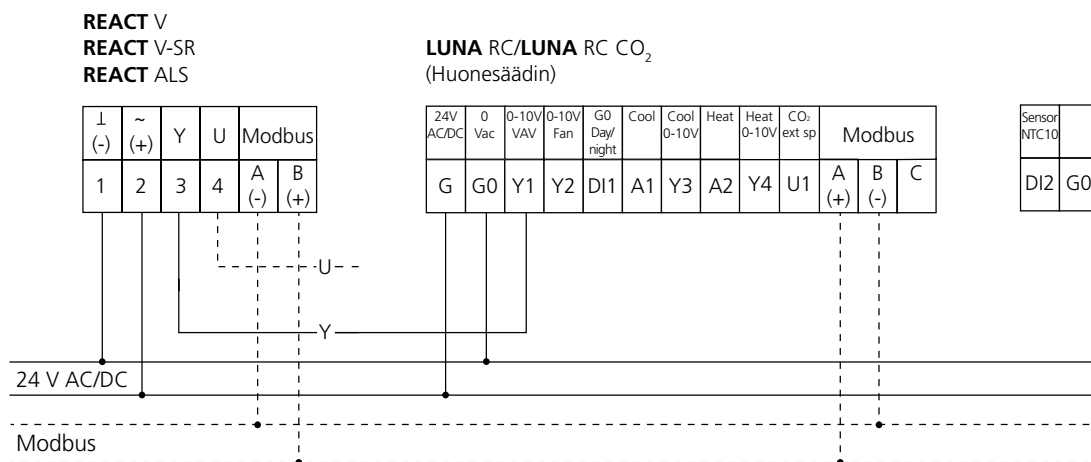 REACT V
REACT V-SR
REACT ALS
LUNA RC/LUNA RC CO₂
(Huonesäädin)
⊥ (-) ~ (+) Y U Modbus
1 2 3 4 A (-) B (+)
24V AC/DC 0 Vac 0-10V VAV 0-10V Fan G0 Day/night Cool Cool 0-10V Heat Heat 0-10V CO₂ ext sp Modbus
G G0 Y1 Y2 DI1 A1 Y3 A2 Y4 U1 A (+) B (-) C
Sensor NTC10
DI2 G0
U
Y
24 V AC/DC
Modbus